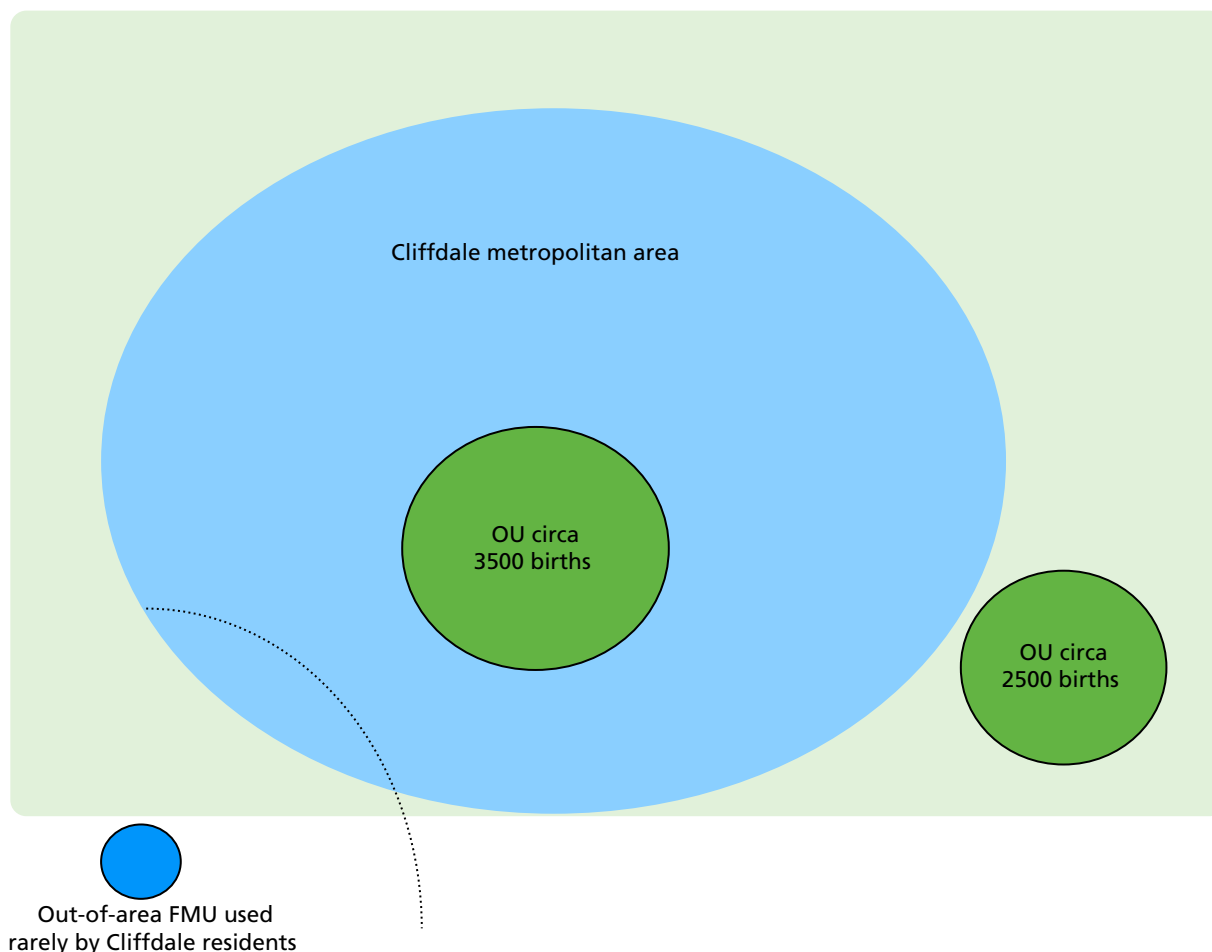 Cliffdale metropolitan area
OU circa
3500 births
OU circa
2500 births
Out-of-area FMU used
rarely by Cliffdale residents